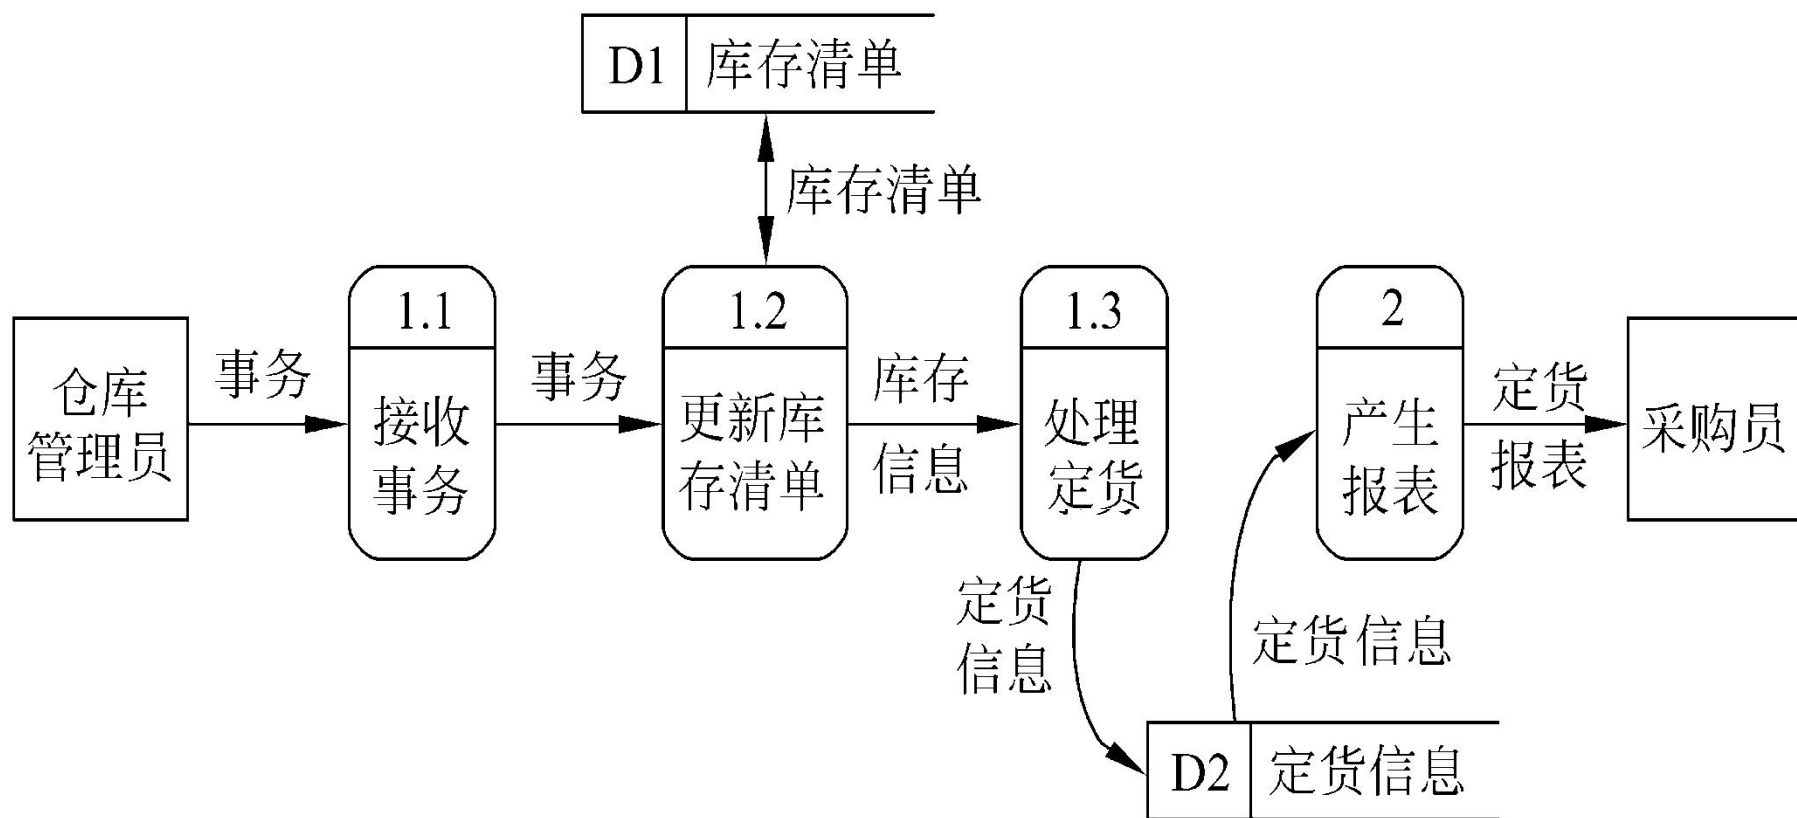 D1 库存清单
库存清单
仓库
管理员
事务
1.1
接收
事务
事务
1.2
更新库
存清单
库存
信息
1.3
处理
定货
定货
信息
D2 定货信息
定货信息
2
产生
报表
定货
报表
采购员